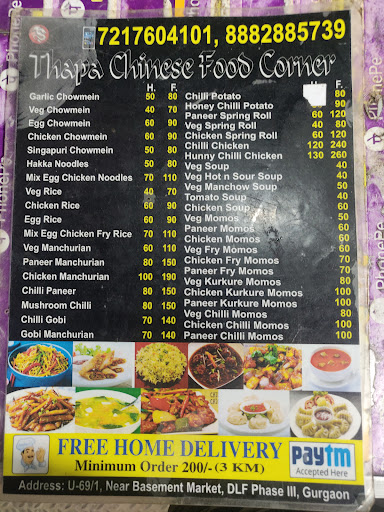 7217604101, 8882885739
Thapa Chinese Food Corner
H. F.
Garlic Chowmein 50 80
Veg Chowmein 40 70
Egg Chowmein 60 90
Chicken Chowmein 60 90
Singapuri Chowmein 50 80
Hakka Noodles 50 80
Mix Egg Chicken Noodles 70 110
Veg Rice 40 70
Chicken Rice 60 90
Egg Rice 60 90
Mix Egg Chicken Fry Rice 70 110
Veg Manchurian 60 110
Paneer Manchurian 80 150
Chicken Manchurian 100 190
Chilli Paneer 80 150
Mushroom Chilli 80 150
Chilli Gobi 70 140
Gobi Manchurian 70 140
H. F.
Chilli Potato 80
Honey Chilli Potato 90
Paneer Spring Roll 60 120
Veg Spring Roll 40 80
Chicken Spring Roll 60 120
Chilli Chicken 120 240
Hunny Chilli Chicken 130 260
Veg Soup 40
Veg Hot n Sour Soup 40
Veg Manchow Soup 50
Tomato Soup 40
Chicken Soup 60
Veg Momos
Paneer Momos 60
Chicken Momos 60
Veg Fry Momos 60
Chicken Fry Momos 70
Paneer Fry Momos 70
Veg Kurkure Momos 80
Chicken Kurkure Momos 100
Paneer Kurkure Momos 100
Veg Chilli Momos 80
Chicken Chilli Momos 100
Paneer Chilli Momos 100
FREE HOME DELIVERY
Minimum Order 200/- (3 KM)
paytm
Accepted Here
Address: U-69/1, Near Basement Market, DLF Phase III, Gurgaon
PhonePe
PhonePe